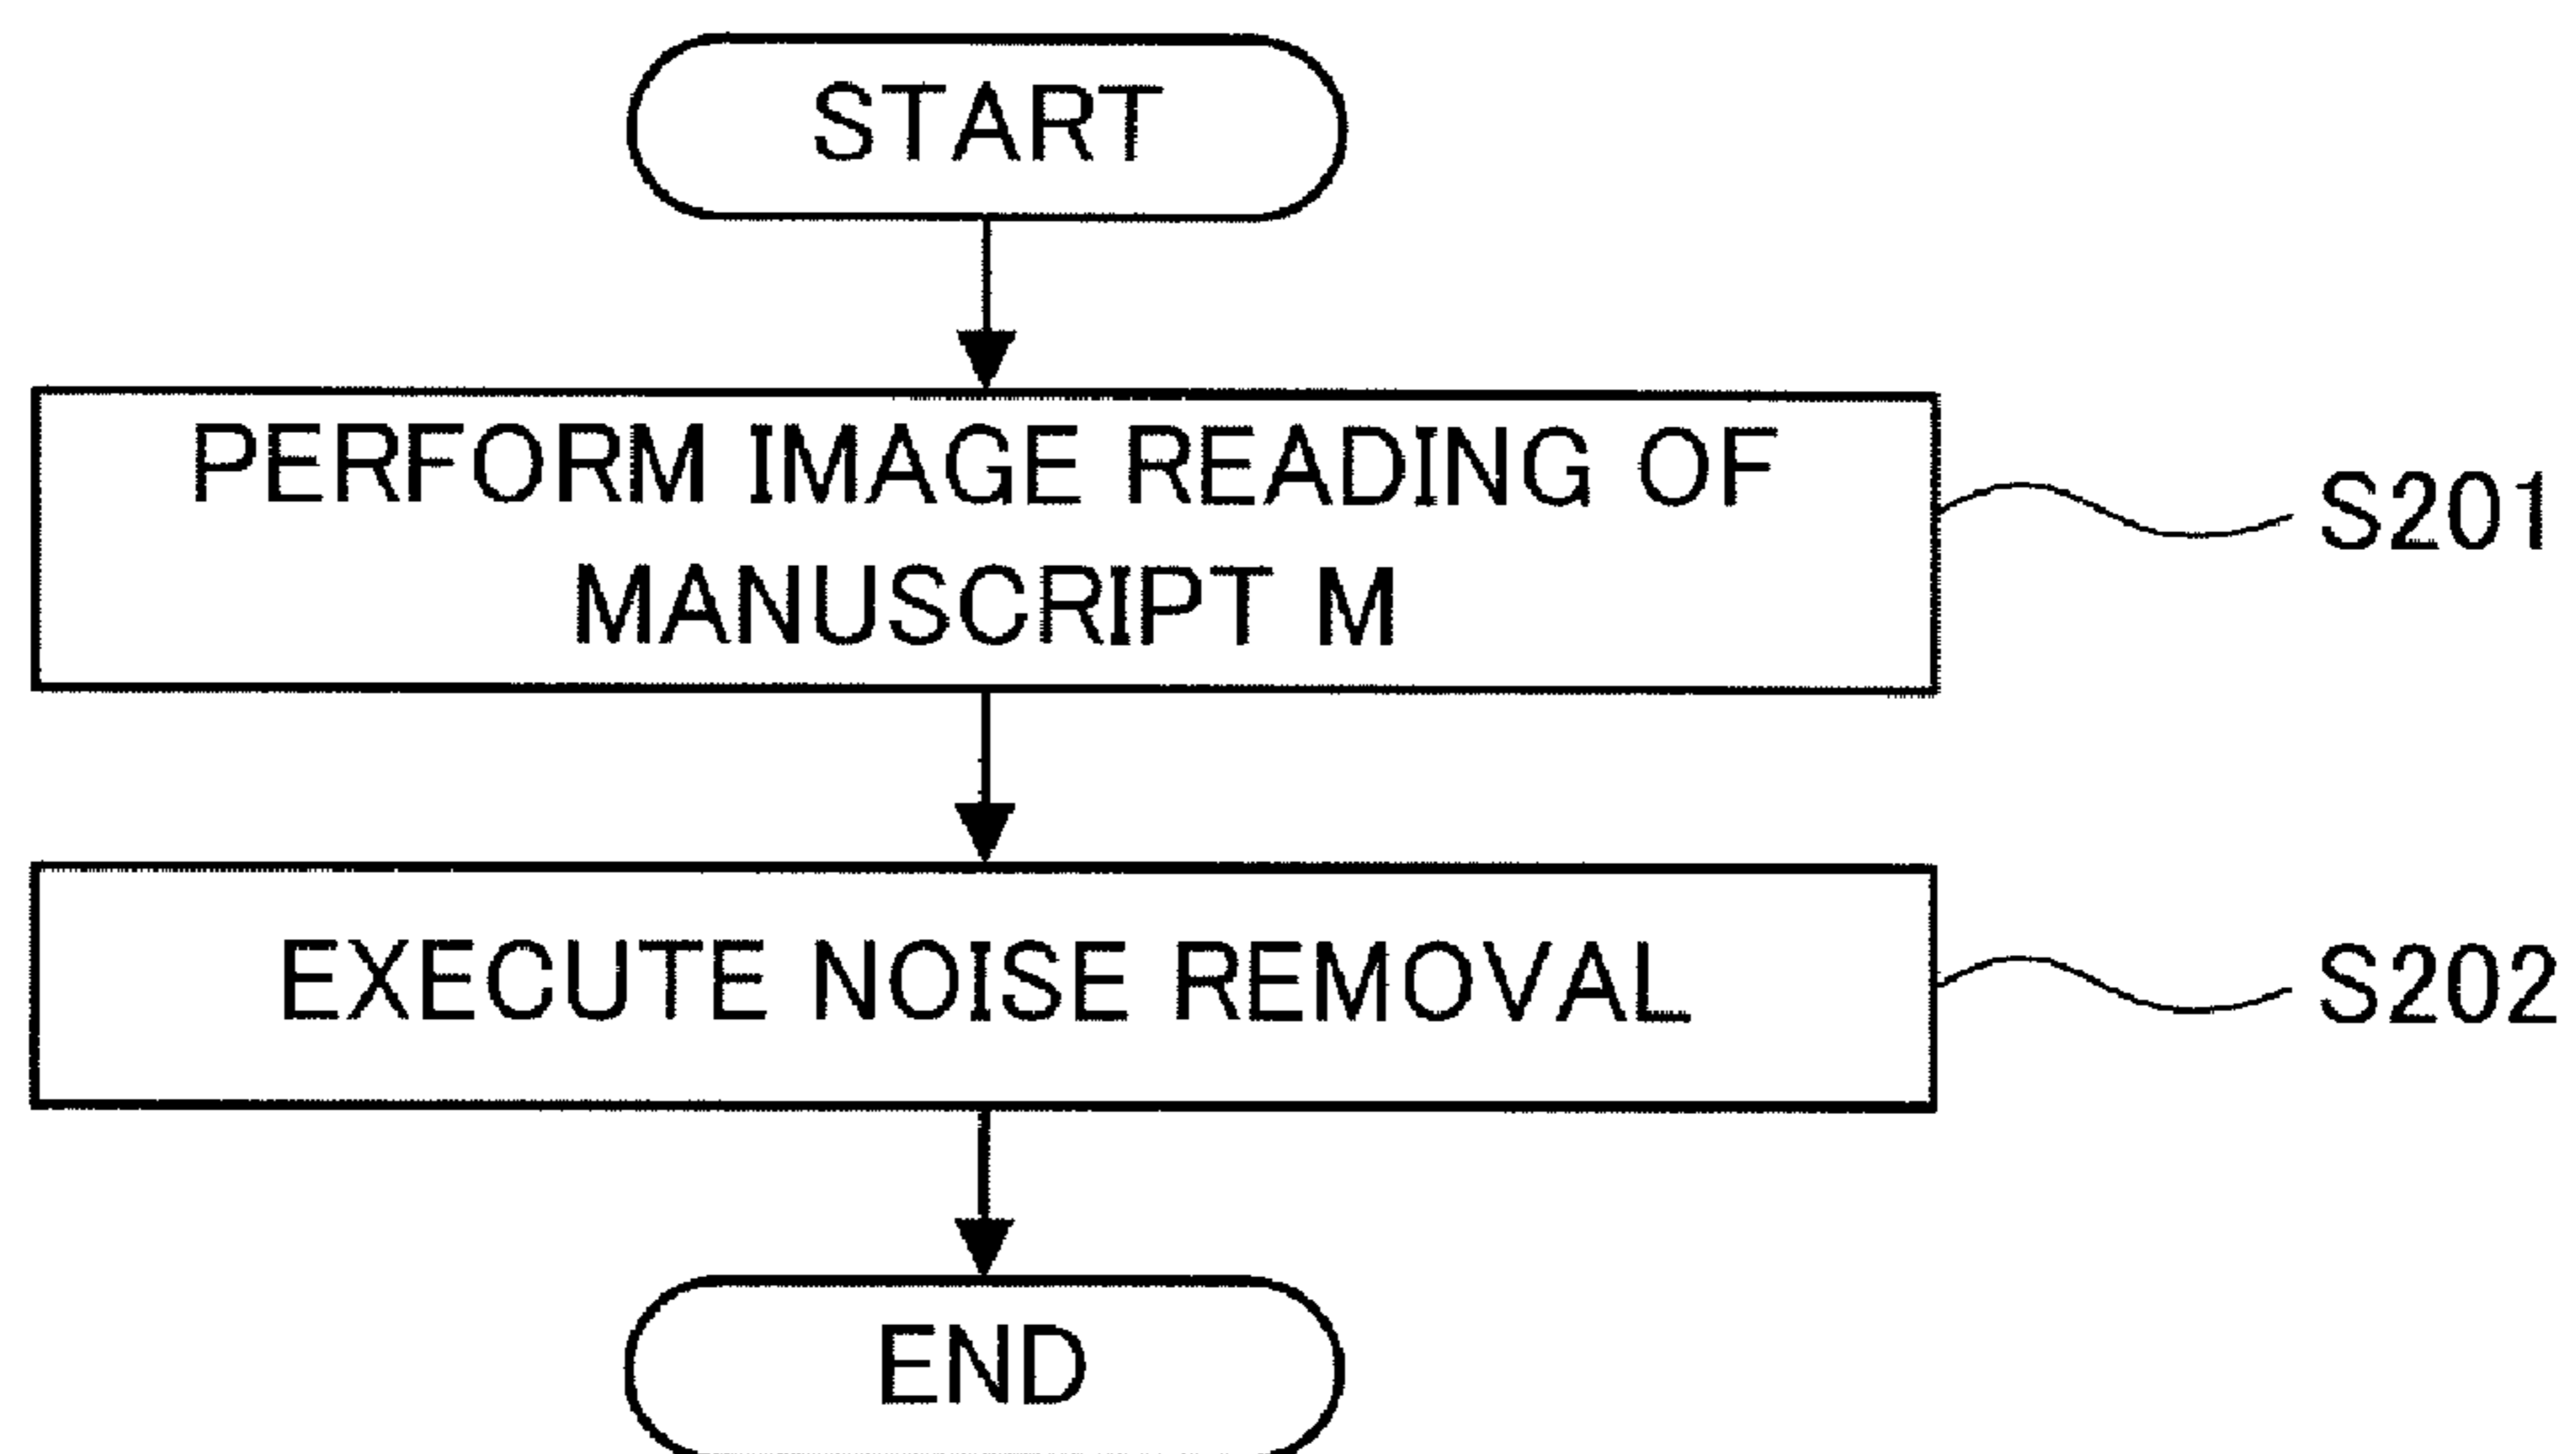 START
PERFORM IMAGE READING OF
MANUSCRIPT M
S201
EXECUTE NOISE REMOVAL
S202
END